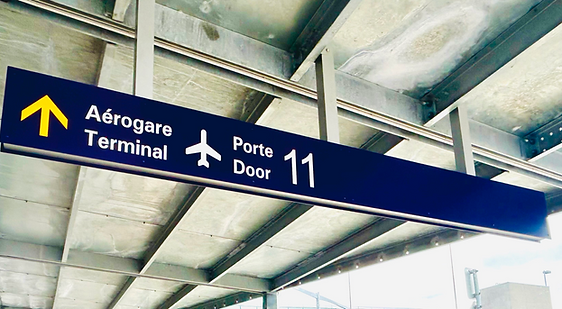 Aérogare
Terminal
Porte
Door
11